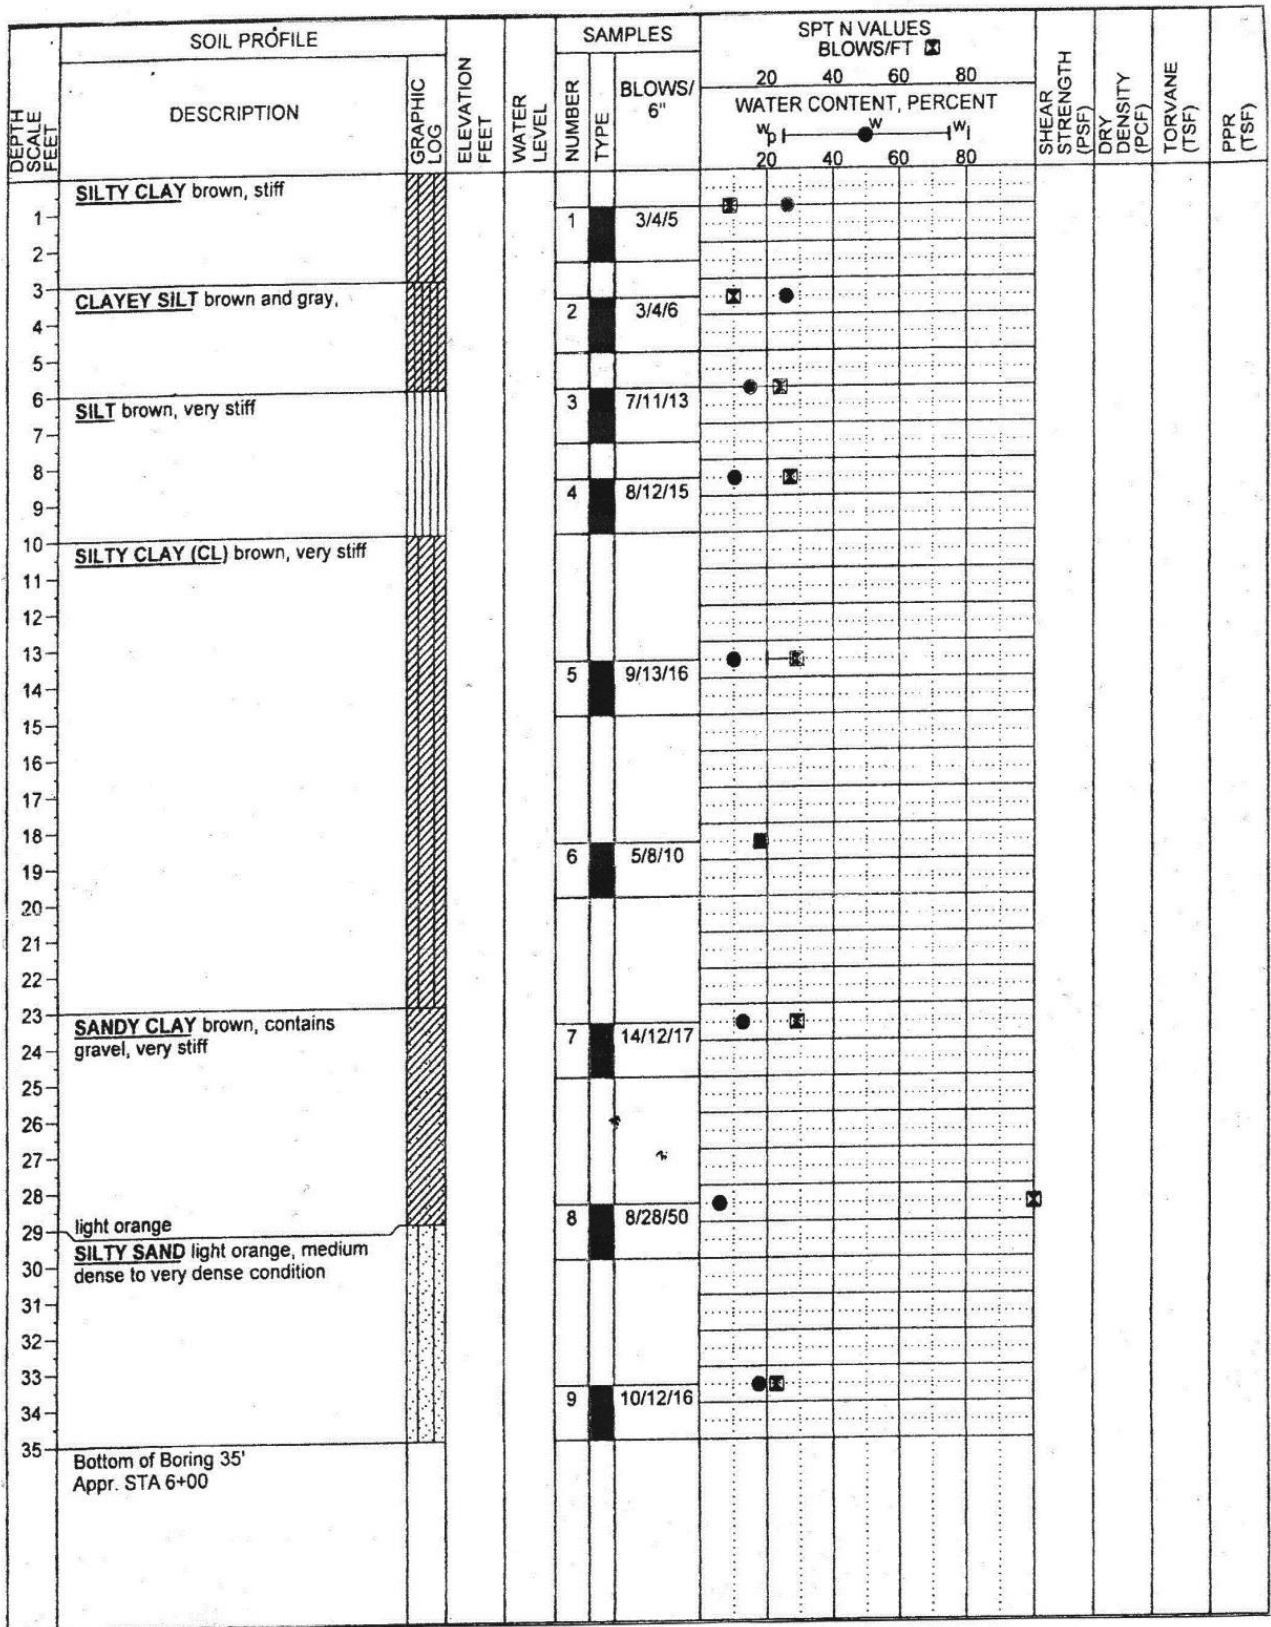 SOIL PROFILE
SAMPLES
SPT N VALUES
BLOWS/FT
20 40 60 80
DEPTH
SCALE
FEET
DESCRIPTION
GRAPHIC
LOG
ELEVATION
FEET
WATER
LEVEL
NUMBER
TYPE
BLOWS/
6"
WATER CONTENT, PERCENT
Wp W Wl
20 40 60 80
SHEAR
STRENGTH
(PSF)
DRY
DENSITY
(PCF)
TORVANE
(TSF)
PPR
(TSF)
SILTY CLAY brown, stiff
1 1 3/4/5
2
3
CLAYEY SILT brown and gray,
2 3/4/6
4
5
6
SILT brown, very stiff
3 7/11/13
7
8
4 8/12/15
9
10
SILTY CLAY (CL) brown, very stiff
11
12
13
5 9/13/16
14
15
16
17
18
6 5/8/10
19
20
21
22
23
SANDY CLAY brown, contains
7 14/12/17
24 gravel, very stiff
25
26
27
28
light orange
8 8/28/50
29
SILTY SAND light orange, medium
30 dense to very dense condition
31
32
33
9 10/12/16
34
35
Bottom of Boring 35'
Appr. STA 6+00